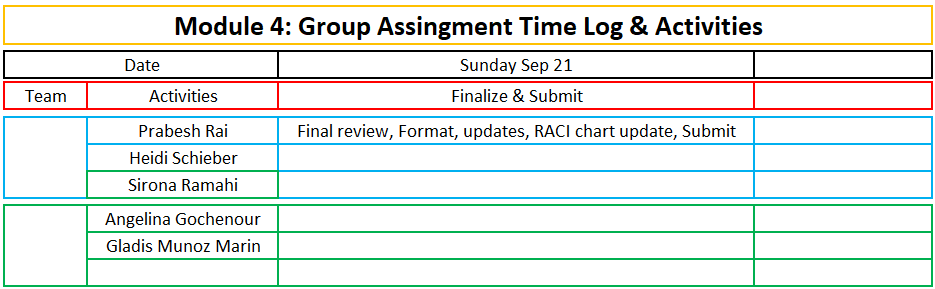 Module 4: Group Assingment Time Log & Activities
Date Sunday Sep 21
Team Activities Finalize & Submit
Prabesh Rai Final review, Format, updates, RACI chart update, Submit
Heidi Schieber
Sirona Ramahi
Angelina Gochenour
Gladis Munoz Marin